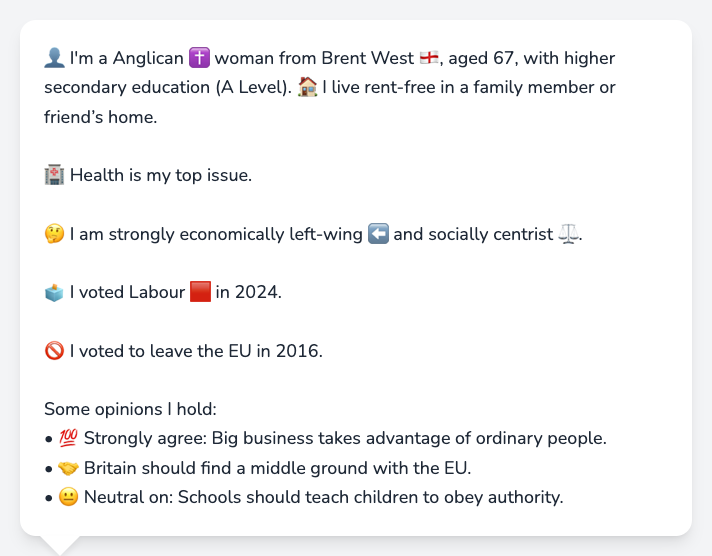 👤 I'm a Anglican ✝️ woman from Brent West 🏴󠁧󠁢󠁥󠁮󠁧󠁿, aged 67, with higher
secondary education (A Level). 🏠 I live rent-free in a family member or
friend’s home.
🏥 Health is my top issue.
🤔 I am strongly economically left-wing ⬅️ and socially centrist ⚖️.
🗳️ I voted Labour 🟥 in 2024.
🚫 I voted to leave the EU in 2016.
Some opinions I hold:
• 💯 Strongly agree: Big business takes advantage of ordinary people.
• 🤝 Britain should find a middle ground with the EU.
• 😐 Neutral on: Schools should teach children to obey authority.